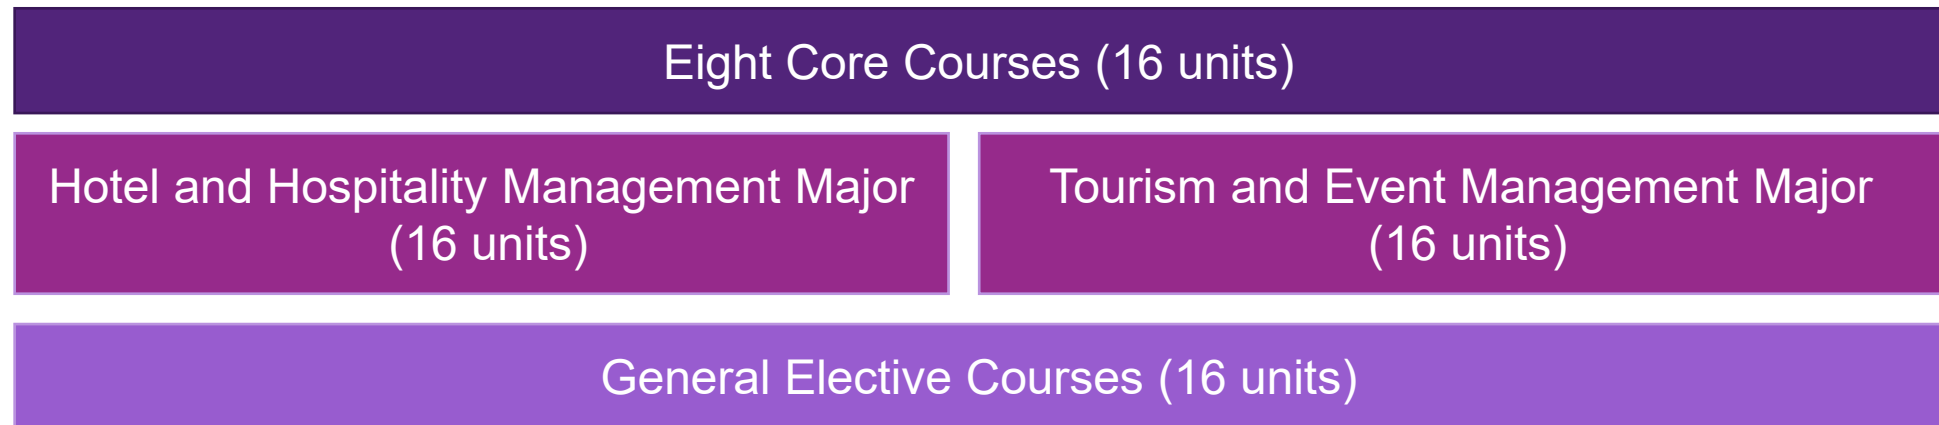 Eight Core Courses (16 units)
Hotel and Hospitality Management Major
(16 units)
Tourism and Event Management Major
(16 units)
General Elective Courses (16 units)